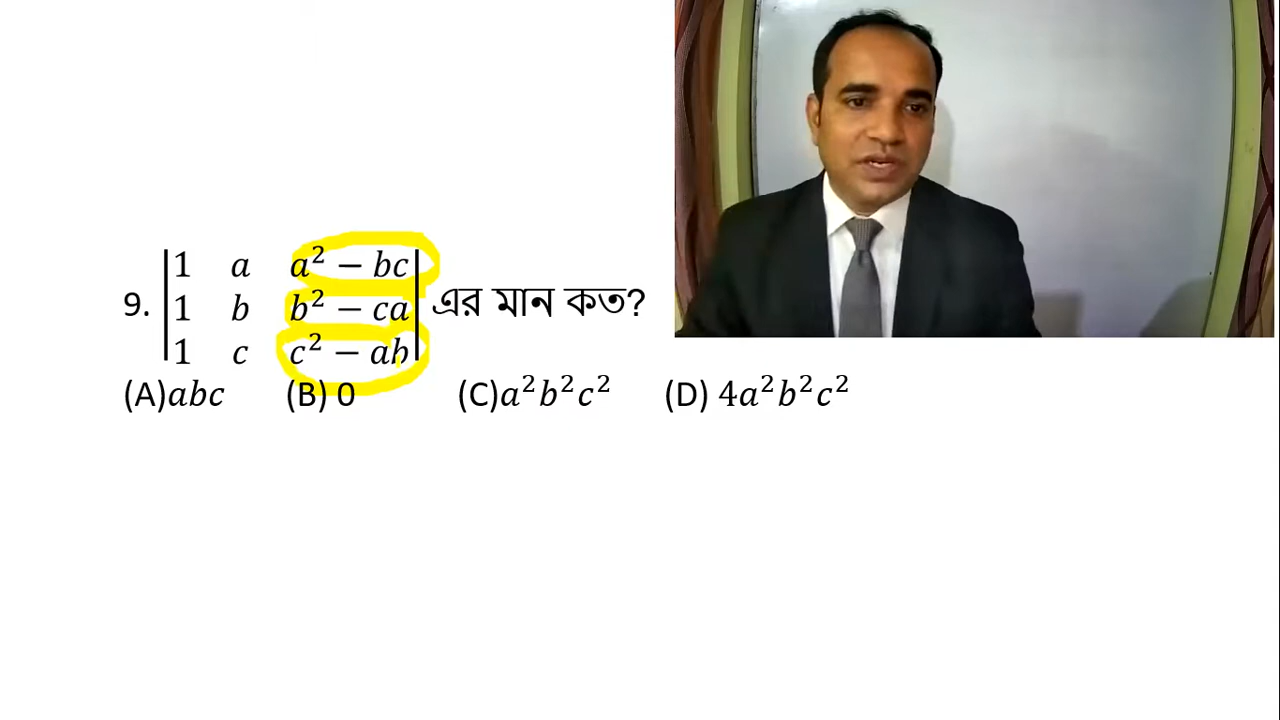 9. |1 a a² − bc|
|1 b b² − ca| এর মান কত?
|1 c c² − ab|
(A)abc (B) 0 (C)a²b²c² (D) 4a²b²c²